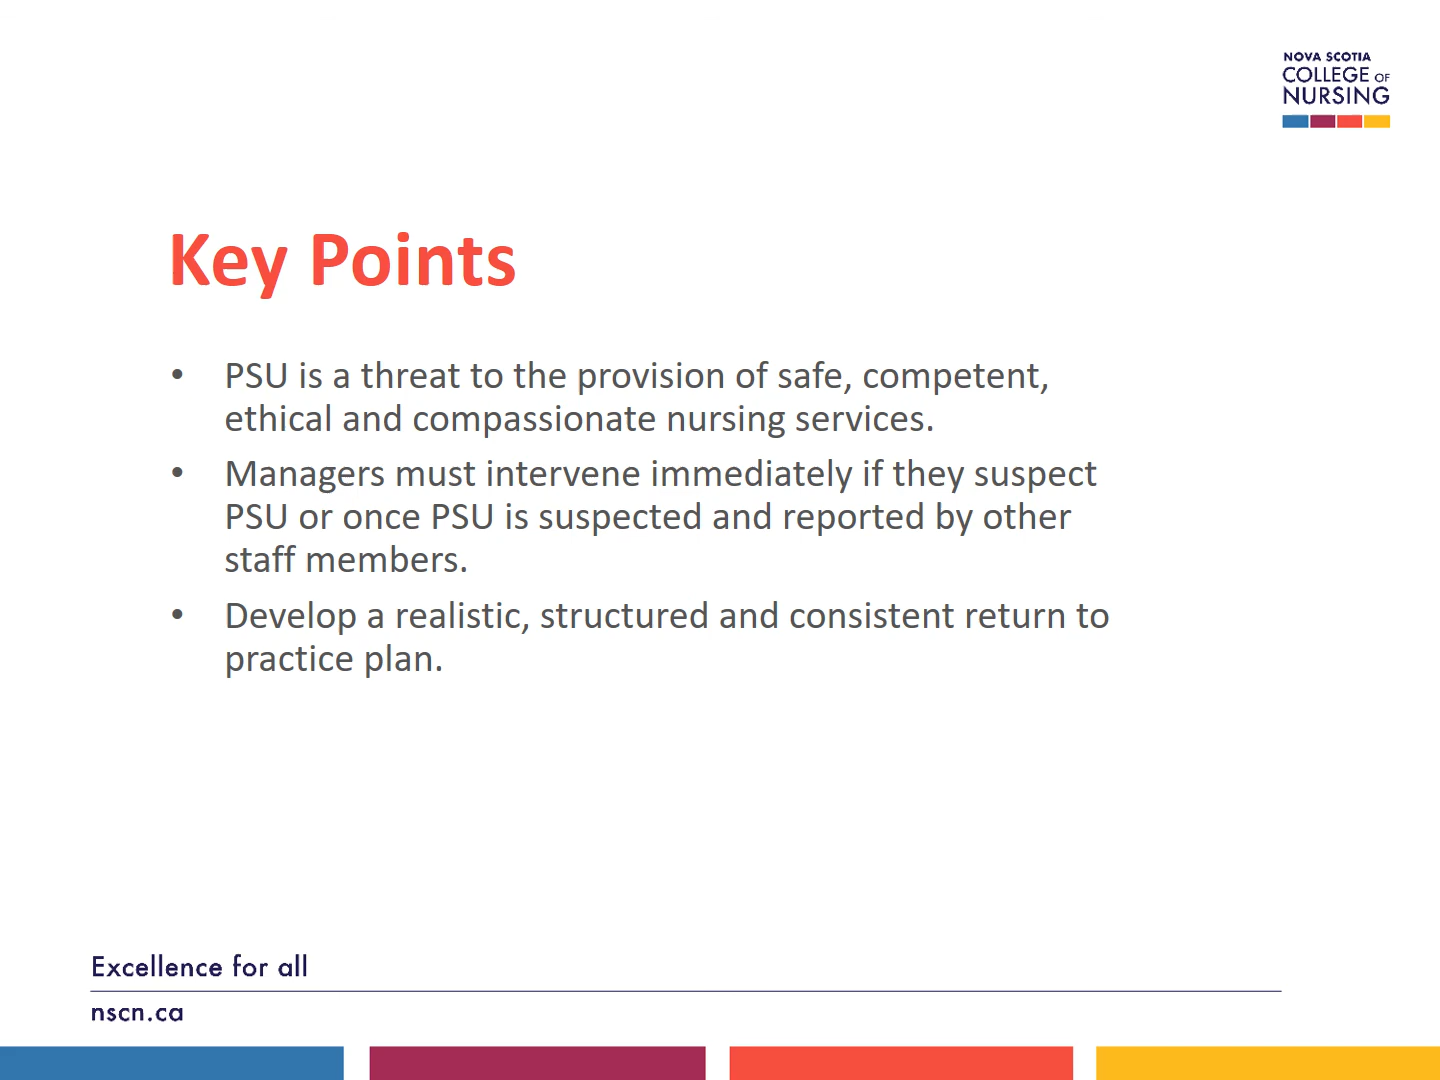 NOVA SCOTIA
COLLEGE OF
NURSING
Key Points
• PSU is a threat to the provision of safe, competent,
ethical and compassionate nursing services.
• Managers must intervene immediately if they suspect
PSU or once PSU is suspected and reported by other
staff members.
• Develop a realistic, structured and consistent return to
practice plan.
Excellence for all
nscn.ca